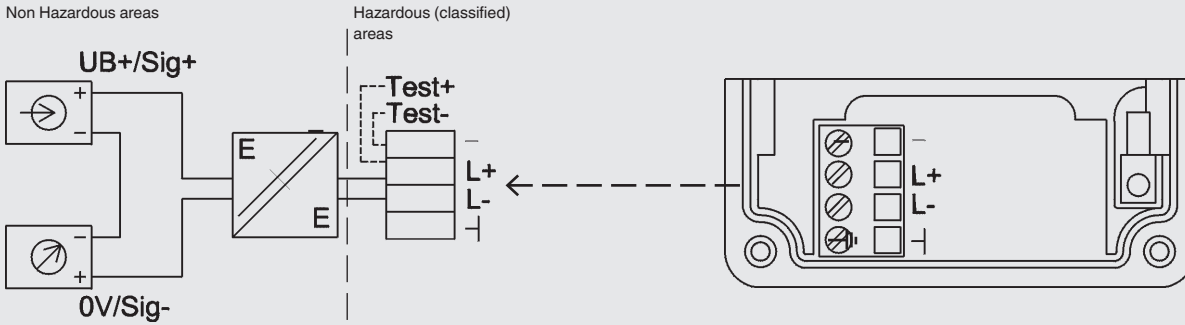 Non Hazardous areas
Hazardous (classified)
areas
UB+/Sig+
+
−
E
E
−
+
0V/Sig-
Test+
Test-
L+
L-
L+
L-